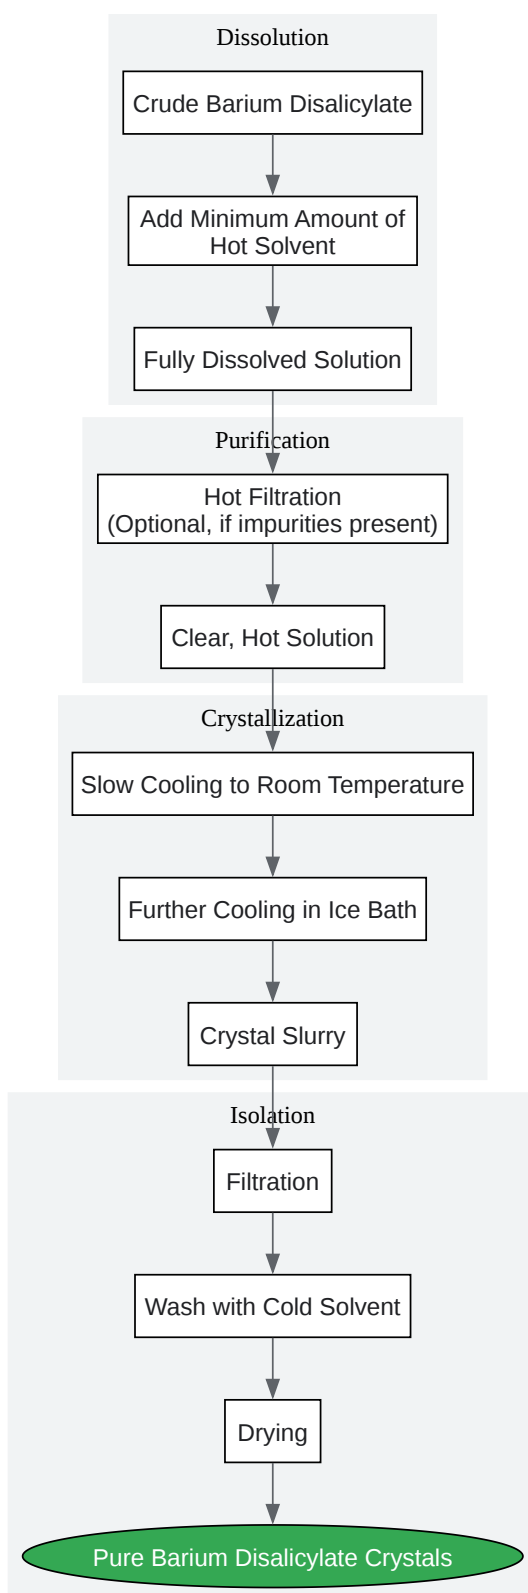 Dissolution
Crude Barium Disalicylate
Add Minimum Amount of
Hot Solvent
Fully Dissolved Solution
Purification
Hot Filtration
(Optional, if impurities present)
Clear, Hot Solution
Crystallization
Slow Cooling to Room Temperature
Further Cooling in Ice Bath
Crystal Slurry
Isolation
Filtration
Wash with Cold Solvent
Drying
Pure Barium Disalicylate Crystals